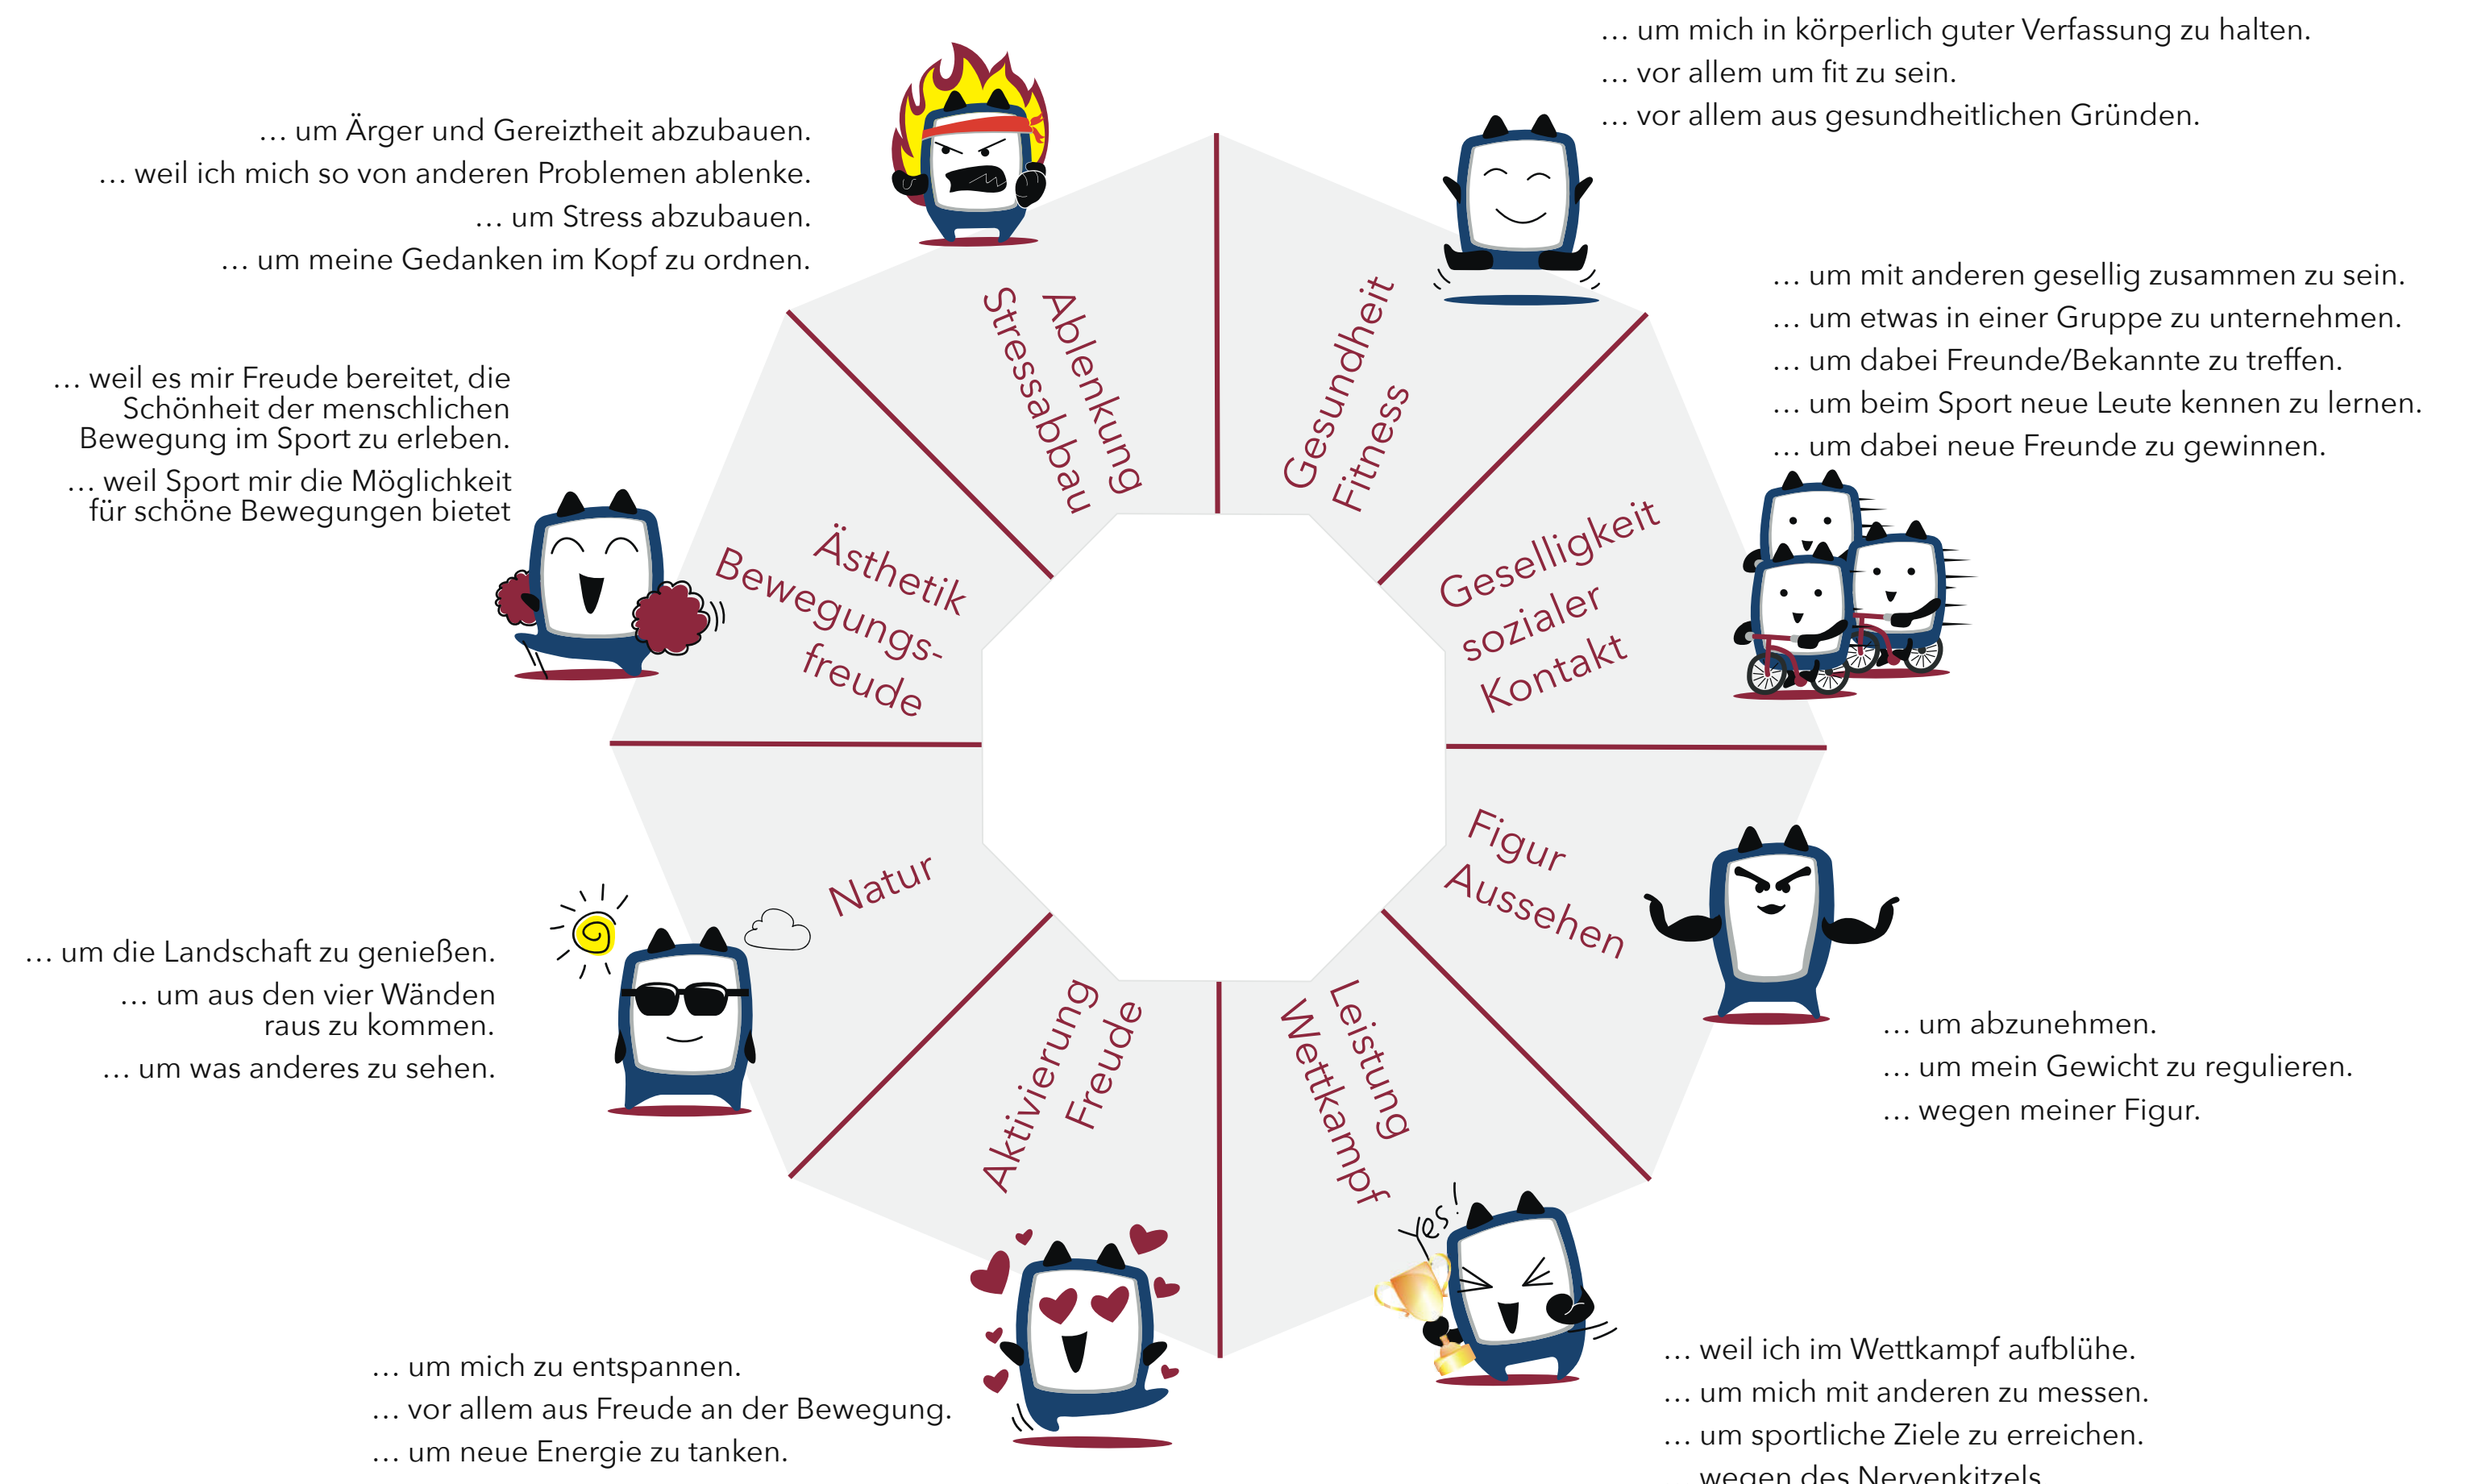 … um mich in körperlich guter Verfassung zu halten.
… vor allem um fit zu sein.
… vor allem aus gesundheitlichen Gründen.
… um Ärger und Gereiztheit abzubauen.
… weil ich mich so von anderen Problemen ablenke.
… um Stress abzubauen.
… um meine Gedanken im Kopf zu ordnen.
… um mit anderen gesellig zusammen zu sein.
… um etwas in einer Gruppe zu unternehmen.
… um dabei Freunde/Bekannte zu treffen.
… um beim Sport neue Leute kennen zu lernen.
… um dabei neue Freunde zu gewinnen.
… weil es mir Freude bereitet, die
Schönheit der menschlichen
Bewegung im Sport zu erleben.
… weil Sport mir die Möglichkeit
für schöne Bewegungen bietet
Ablenkung
Stressabbau
Gesundheit
Fitness
Ästhetik
Bewegungs-
freude
Geselligkeit
sozialer
Kontakt
Natur
Figur
Aussehen
Aktivierung
Freude
Leistung
Wettkampf
… um die Landschaft zu genießen.
… um aus den vier Wänden
raus zu kommen.
… um was anderes zu sehen.
… um abzunehmen.
… um mein Gewicht zu regulieren.
… wegen meiner Figur.
Yes!
… um mich zu entspannen.
… vor allem aus Freude an der Bewegung.
… um neue Energie zu tanken.
… weil ich im Wettkampf aufblühe.
… um mich mit anderen zu messen.
… um sportliche Ziele zu erreichen.
wegen des Nervenkitzels